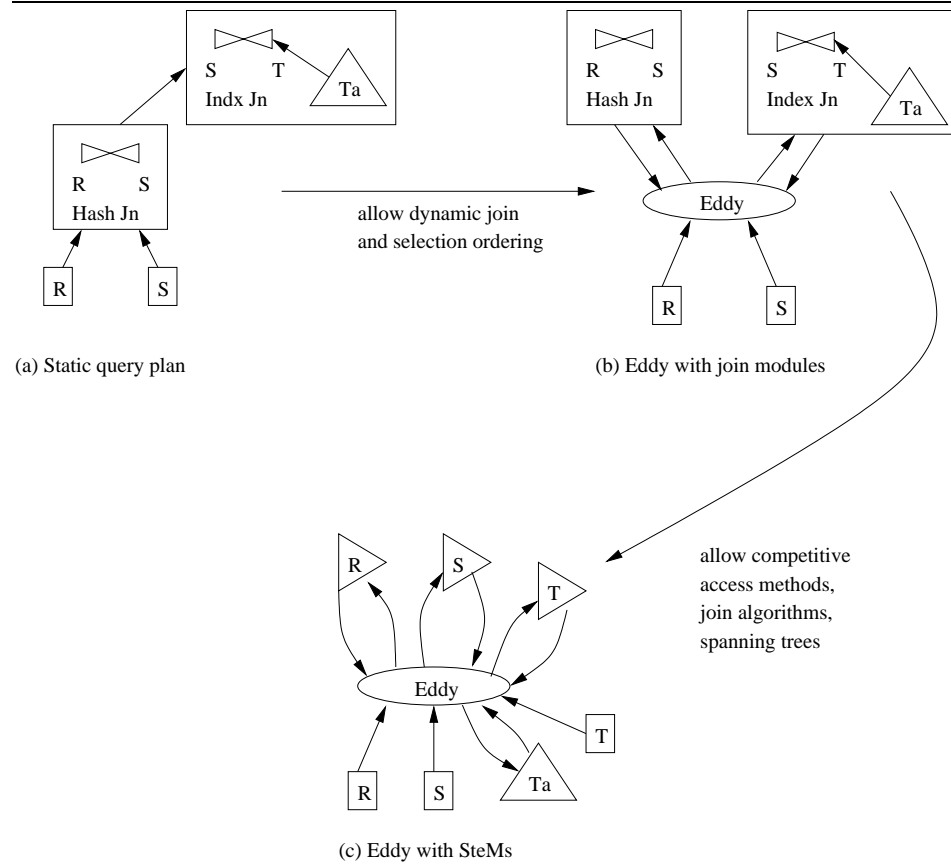 S T
Indx Jn
Ta
R S
Hash Jn
R
S
(a) Static query plan
allow dynamic join
and selection ordering
R S
Hash Jn
S T
Index Jn
Ta
Eddy
R
S
(b) Eddy with join modules
allow competitive
access methods,
join algorithms,
spanning trees
R
S
T
Eddy
T
R
S
Ta
(c) Eddy with SteMs